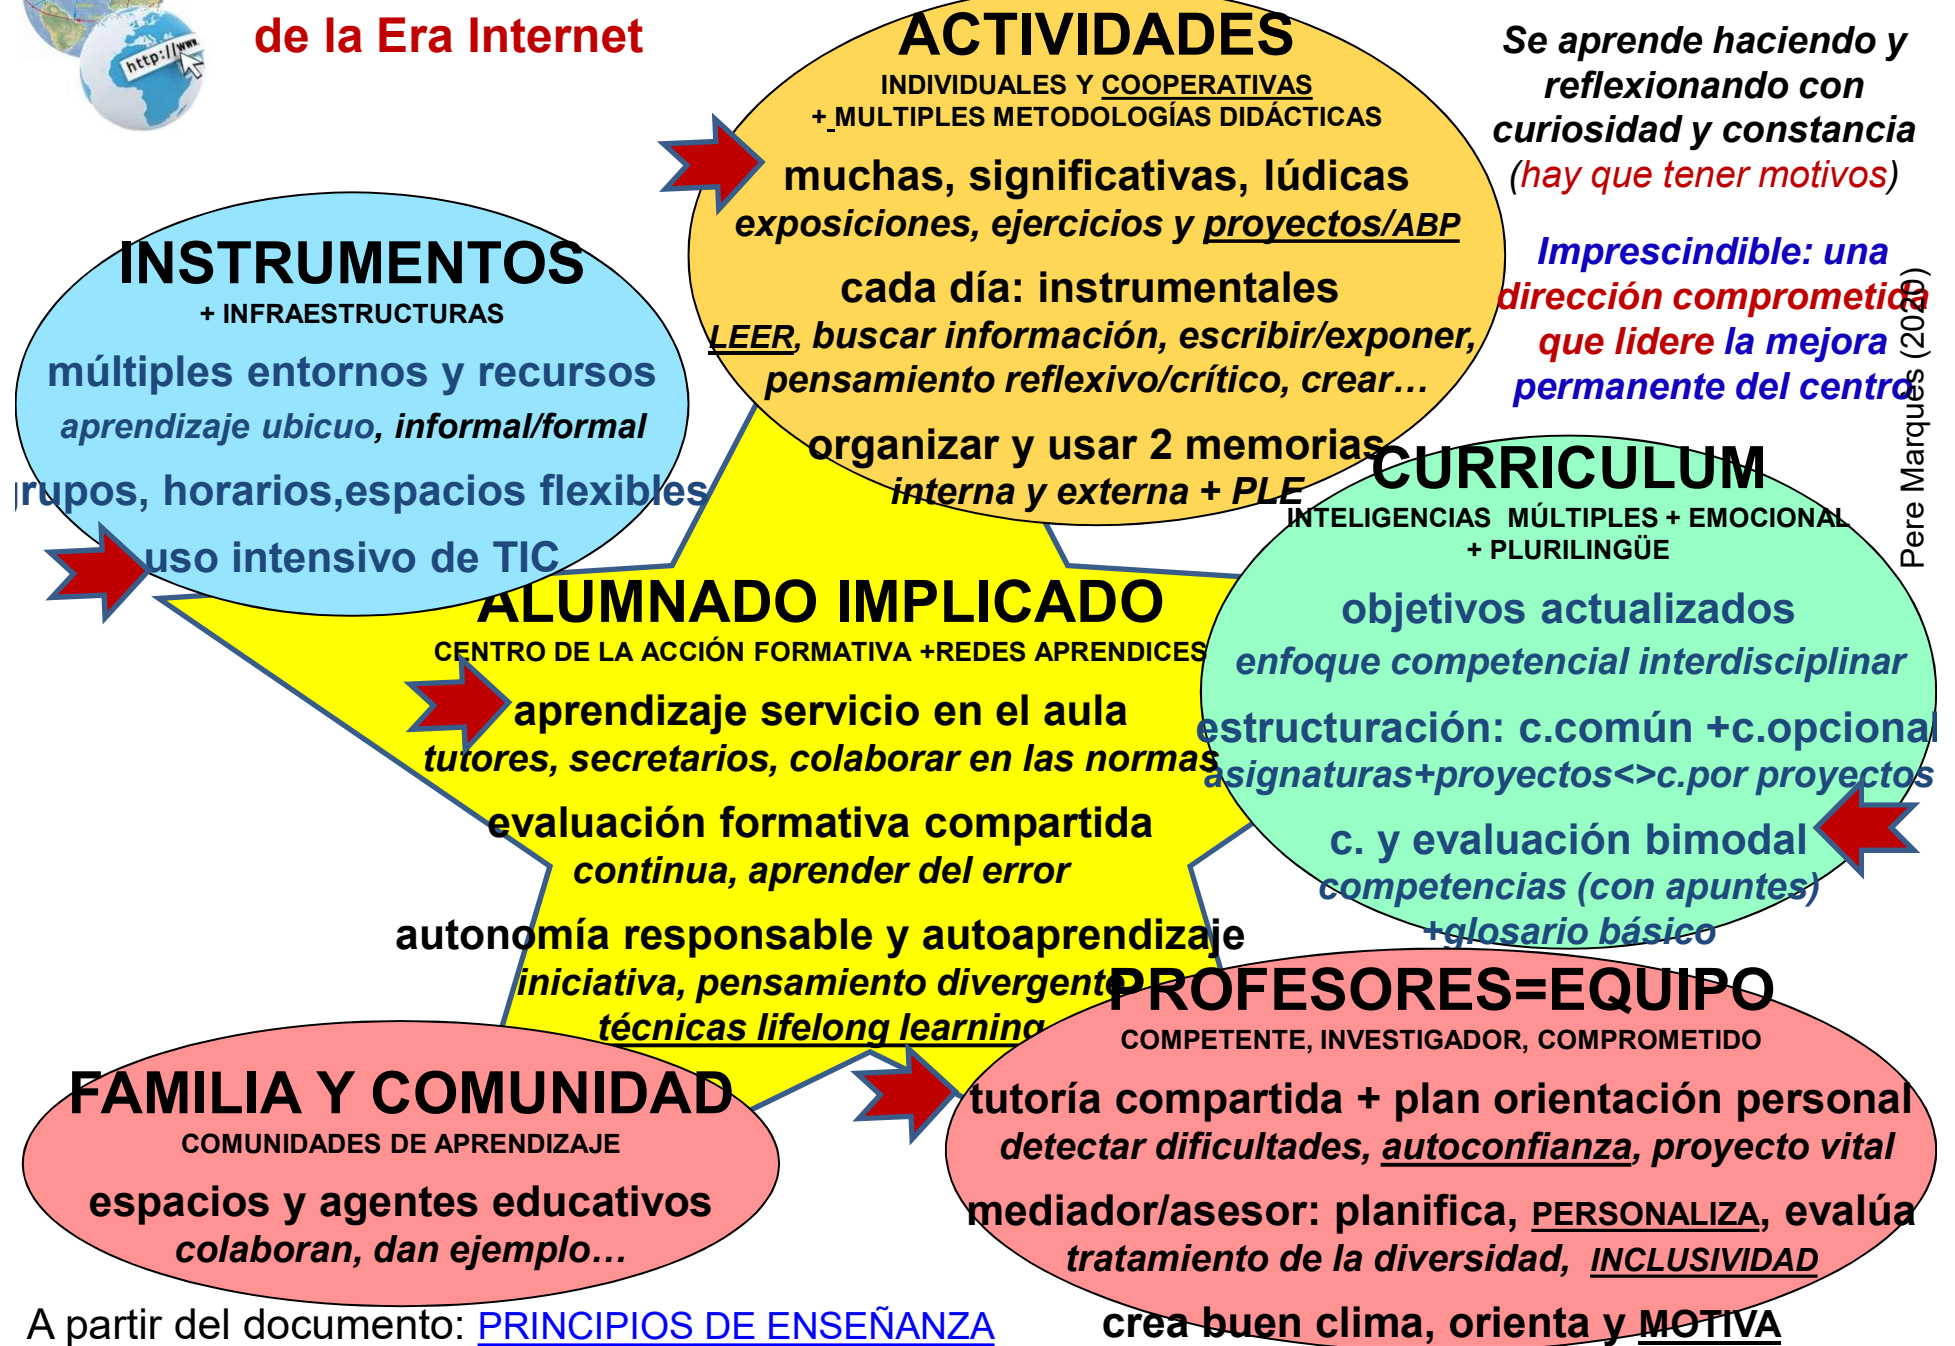 http://www.
de la Era Internet
ACTIVIDADES
INDIVIDUALES Y COOPERATIVAS
+ MULTIPLES METODOLOGÍAS DIDÁCTICAS
muchas, significativas, lúdicas
exposiciones, ejercicios y proyectos/ABP
cada día: instrumentales
LEER, buscar información, escribir/exponer,
pensamiento reflexivo/crítico, crear…
organizar y usar 2 memorias
interna y externa + PLE
Se aprende haciendo y
reflexionando con
curiosidad y constancia
(hay que tener motivos)
Imprescindible: una
dirección comprometida
que lidere la mejora
permanente del centro
Pere Marques (2020)
INSTRUMENTOS
+ INFRAESTRUCTURAS
múltiples entornos y recursos
aprendizaje ubicuo, informal/formal
rupos, horarios,espacios flexibles
uso intensivo de TIC
CURRICULUM
INTELIGENCIAS MÚLTIPLES + EMOCIONAL
+ PLURILINGÜE
objetivos actualizados
enfoque competencial interdisciplinar
estructuración: c.común +c.opcional
asignaturas+proyectos<>c.por proyectos
c. y evaluación bimodal
competencias (con apuntes)
+glosario básico
ALUMNADO IMPLICADO
CENTRO DE LA ACCIÓN FORMATIVA +REDES APRENDICES
aprendizaje servicio en el aula
tutores, secretarios, colaborar en las normas
evaluación formativa compartida
continua, aprender del error
autonomía responsable y autoaprendizaje
iniciativa, pensamiento divergente
técnicas lifelong learning
PROFESORES=EQUIPO
COMPETENTE, INVESTIGADOR, COMPROMETIDO
tutoría compartida + plan orientación personal
detectar dificultades, autoconfianza, proyecto vital
mediador/asesor: planifica, PERSONALIZA, evalúa
tratamiento de la diversidad, INCLUSIVIDAD
crea buen clima, orienta y MOTIVA
FAMILIA Y COMUNIDAD
COMUNIDADES DE APRENDIZAJE
espacios y agentes educativos
colaboran, dan ejemplo…
A partir del documento: PRINCIPIOS DE ENSEÑANZA